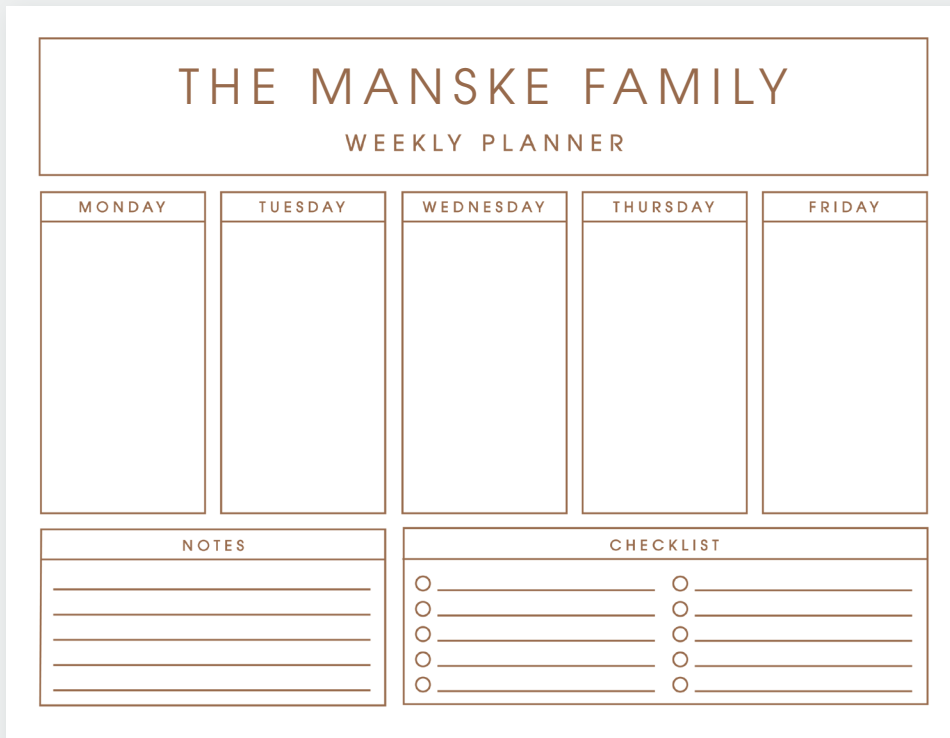 THE MANSKE FAMILY
WEEKLY PLANNER
MONDAY
TUESDAY
WEDNESDAY
THURSDAY
FRIDAY
NOTES
CHECKLIST